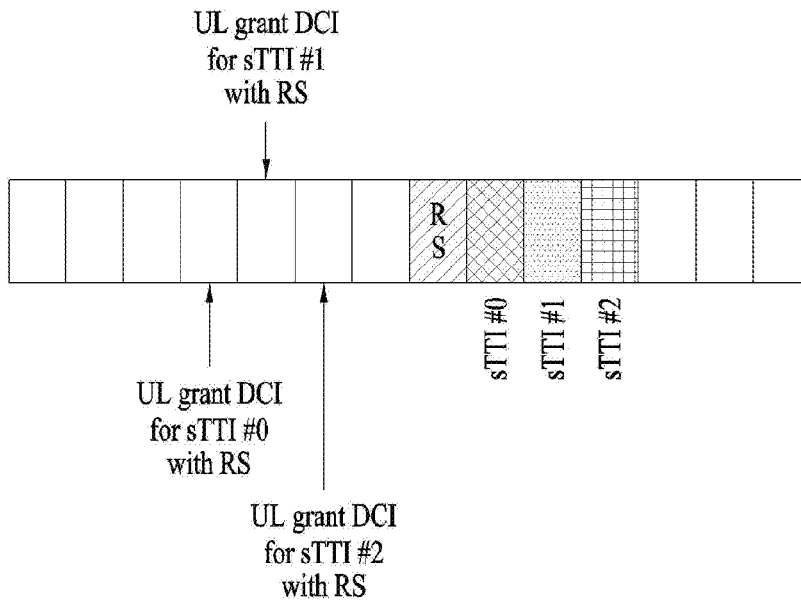 UL grant DCI
for sTTI #1
with RS
R
S
sTTI #0
sTTI #1
sTTI #2
UL grant DCI
for sTTI #0
with RS
UL grant DCI
for sTTI #2
with RS